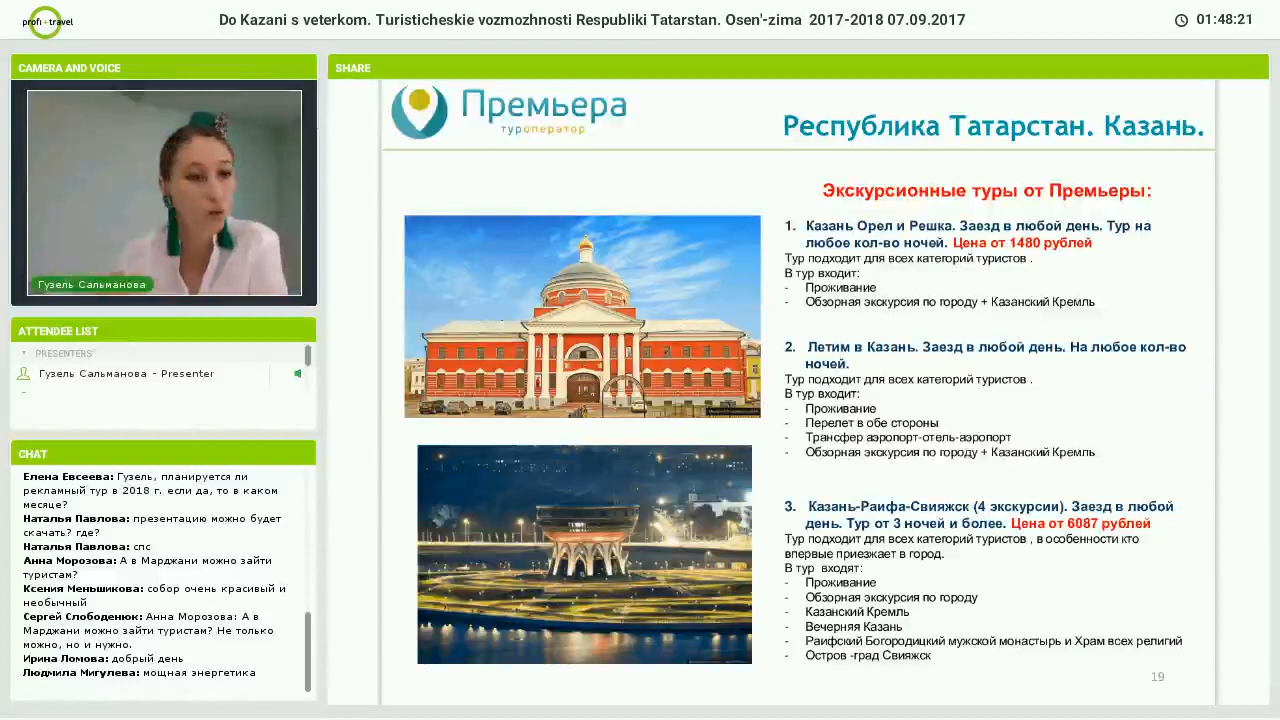 profi travel
Do Kazani s veterkom. Turisticheskie vozmozhnosti Respubliki Tatarstan. Osen'-zima 2017-2018 07.09.2017
01:48:21
CAMERA AND VOICE
Гузель Сальманова
ATTENDEE LIST
PRESENTERS
Гузель Сальманова - Presenter
CHAT
Елена Евсеева: Гузель, планируется ли
рекламный тур в 2018 г. если да, то в каком
месяце?
Наталья Павлова: презентацию можно будет
скачать? где?
Наталья Павлова: спс
Анна Морозова: А в Марджани можно зайти
туристам?
Ксения Меньшикова: собор очень красивый и
необычный
Сергей Слободенюк: Анна Морозова: А в
Марджани можно зайти туристам? Не только
можно, но и нужно.
Ирина Ломова: добрый день
Людмила Мигулева: мощная энергетика
SHARE
Премьера
туроператор
Республика Татарстан. Казань.
Экскурсионные туры от Премьеры:
1. Казань Орел и Решка. Заезд в любой день. Тур на
любое кол-во ночей. Цена от 1480 рублей
Тур подходит для всех категорий туристов .
В тур входит:
- Проживание
- Обзорная экскурсия по городу + Казанский Кремль
2. Летим в Казань. Заезд в любой день. На любое кол-во
ночей.
Тур подходит для всех категорий туристов .
В тур входит:
- Проживание
- Перелет в обе стороны
- Трансфер аэропорт-отель-аэропорт
- Обзорная экскурсия по городу + Казанский Кремль
3. Казань-Раифа-Свияжск (4 экскурсии). Заезд в любой
день. Тур от 3 ночей и более. Цена от 6087 рублей
Тур подходит для всех категорий туристов , в особенности кто
впервые приезжает в город.
В тур входят:
- Проживание
- Обзорная экскурсия по городу
- Казанский Кремль
- Вечерняя Казань
- Раифский Богородицкий мужской монастырь и Храм всех религий
- Остров -град Свияжск
19